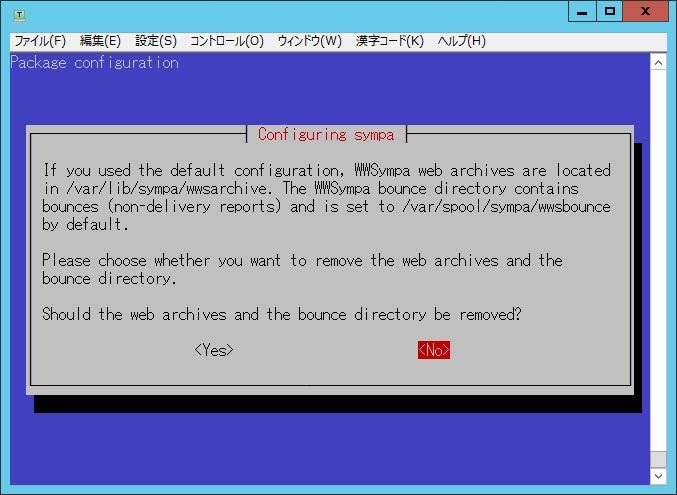 ファイル(F) 編集(E) 設定(S) コントロール(O) ウィンドウ(W) 漢字コード(K) ヘルプ(H)
Package configuration
Configuring sympa
If you used the default configuration, WWSympa web archives are located
in /var/lib/sympa/wwsarchive. The WWSympa bounce directory contains
bounces (non-delivery reports) and is set to /var/spool/sympa/wwsbounce
by default.
Please choose whether you want to remove the web archives and the
bounce directory.
Should the web archives and the bounce directory be removed?
<Yes> <No>